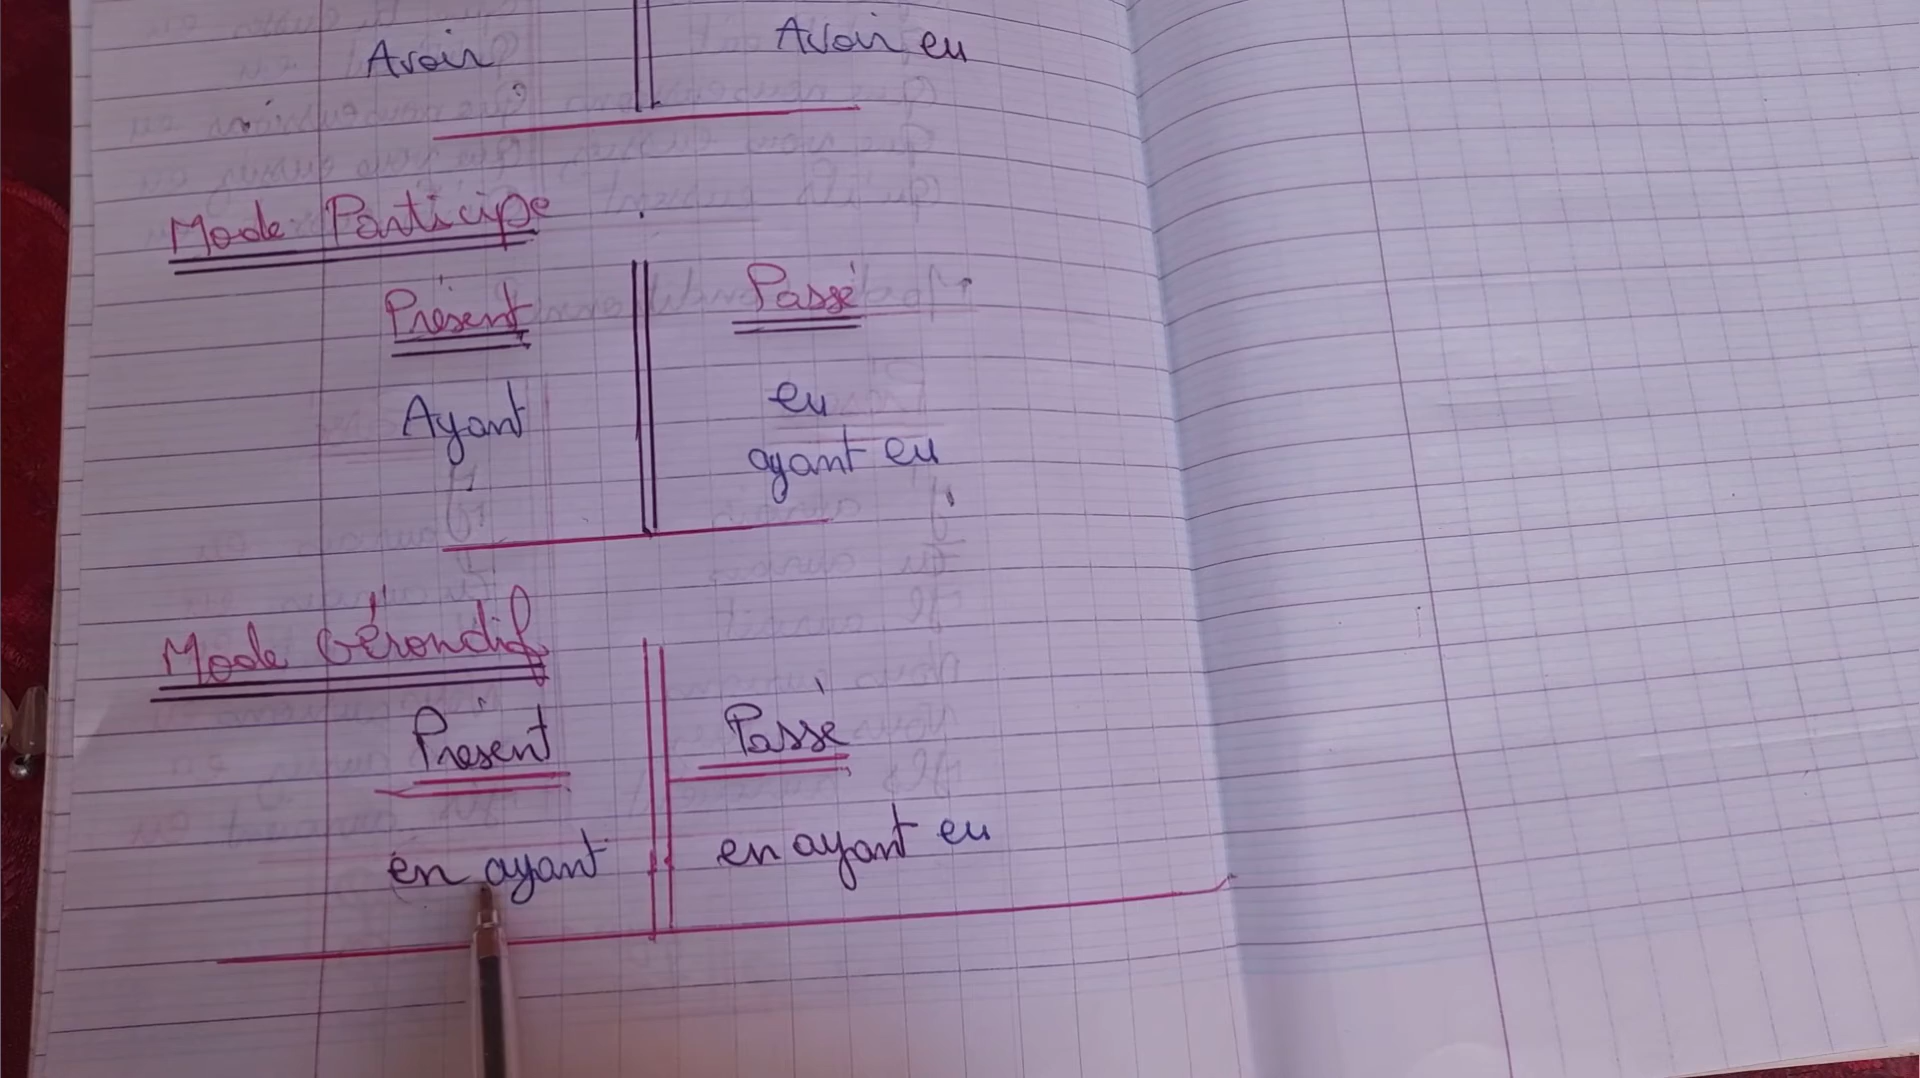 Avoir Avoir eu
Mode Participe
Présent Passé
Ayant eu
ayant eu
Mode Gérondif
Présent Passé
en ayant en ayant eu